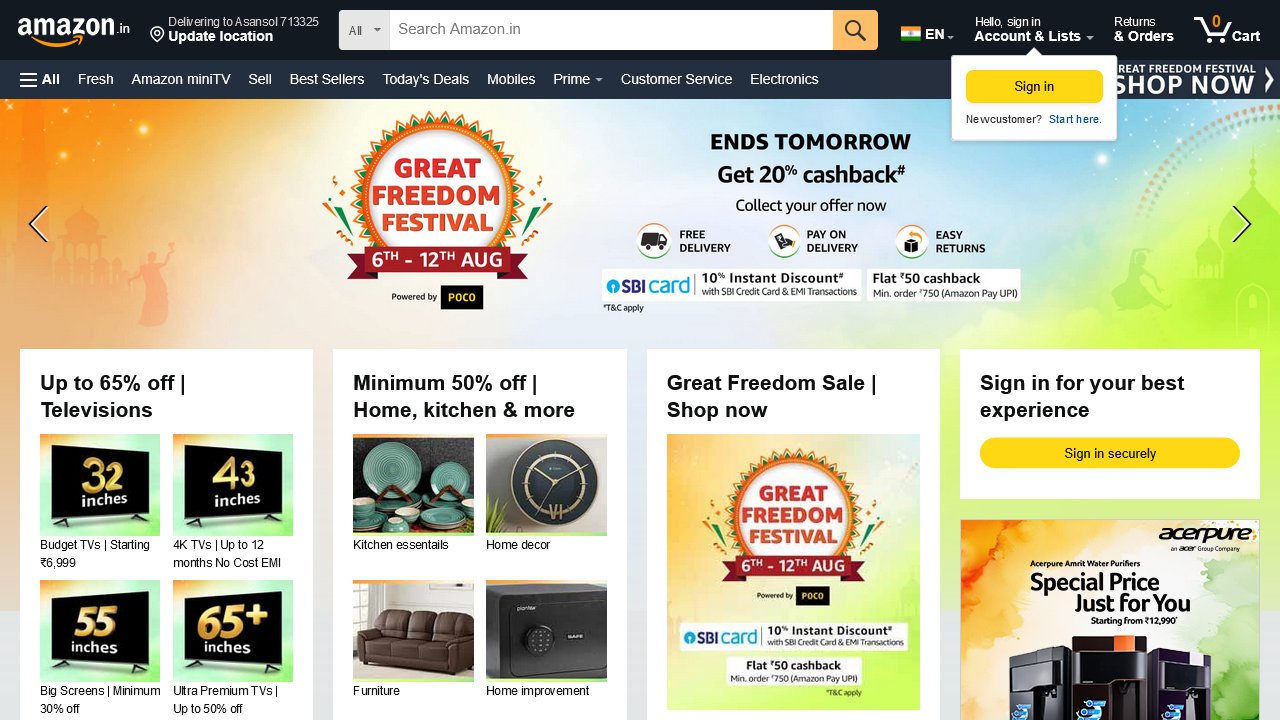 amazon.in
Delivering to Asansol 713325
Update location
All
Search Amazon.in
EN
Hello, sign in
Account & Lists
Returns
& Orders
0
Cart
All
Fresh
Amazon miniTV
Sell
Best Sellers
Today's Deals
Mobiles
Prime
Customer Service
Electronics
GREAT FREEDOM FESTIVAL
SHOP NOW
Sign in
New customer? Start here.
GREAT
FREEDOM
FESTIVAL
6TH - 12TH AUG
Powered by POCO
ENDS TOMORROW
Get 20% cashback#
Collect your offer now
FREE
DELIVERY
PAY ON
DELIVERY
EASY
RETURNS
SBI card
10% Instant Discount#
with SBI Credit Card & EMI Transactions
Flat ₹50 cashback
Min. order ₹750 (Amazon Pay UPI)
*T&C apply
Up to 65% off |
Televisions
32
inches
43
inches
Budget TVs | Starting
₹6,999
4K TVs | Up to 12
months No Cost EMI
55
inches
65+
inches
Big Screens | Minimum
30% off
Ultra Premium TVs |
Up to 50% off
Minimum 50% off |
Home, kitchen & more
Kitchen essentails
Home decor
Furniture
Home improvement
Great Freedom Sale |
Shop now
GREAT
FREEDOM
FESTIVAL
6TH - 12TH AUG
Powered by POCO
SBI card
10% Instant Discount#
with SBI Credit Card & EMI Transactions
Flat ₹50 cashback
Min. order ₹750 (Amazon Pay UPI)
*T&C apply
Sign in for your best
experience
Sign in securely
acerpure
an acer Group Company
Acerpure Amrit Water Purifiers
Special Price
Just for You
Starting from ₹12,990*